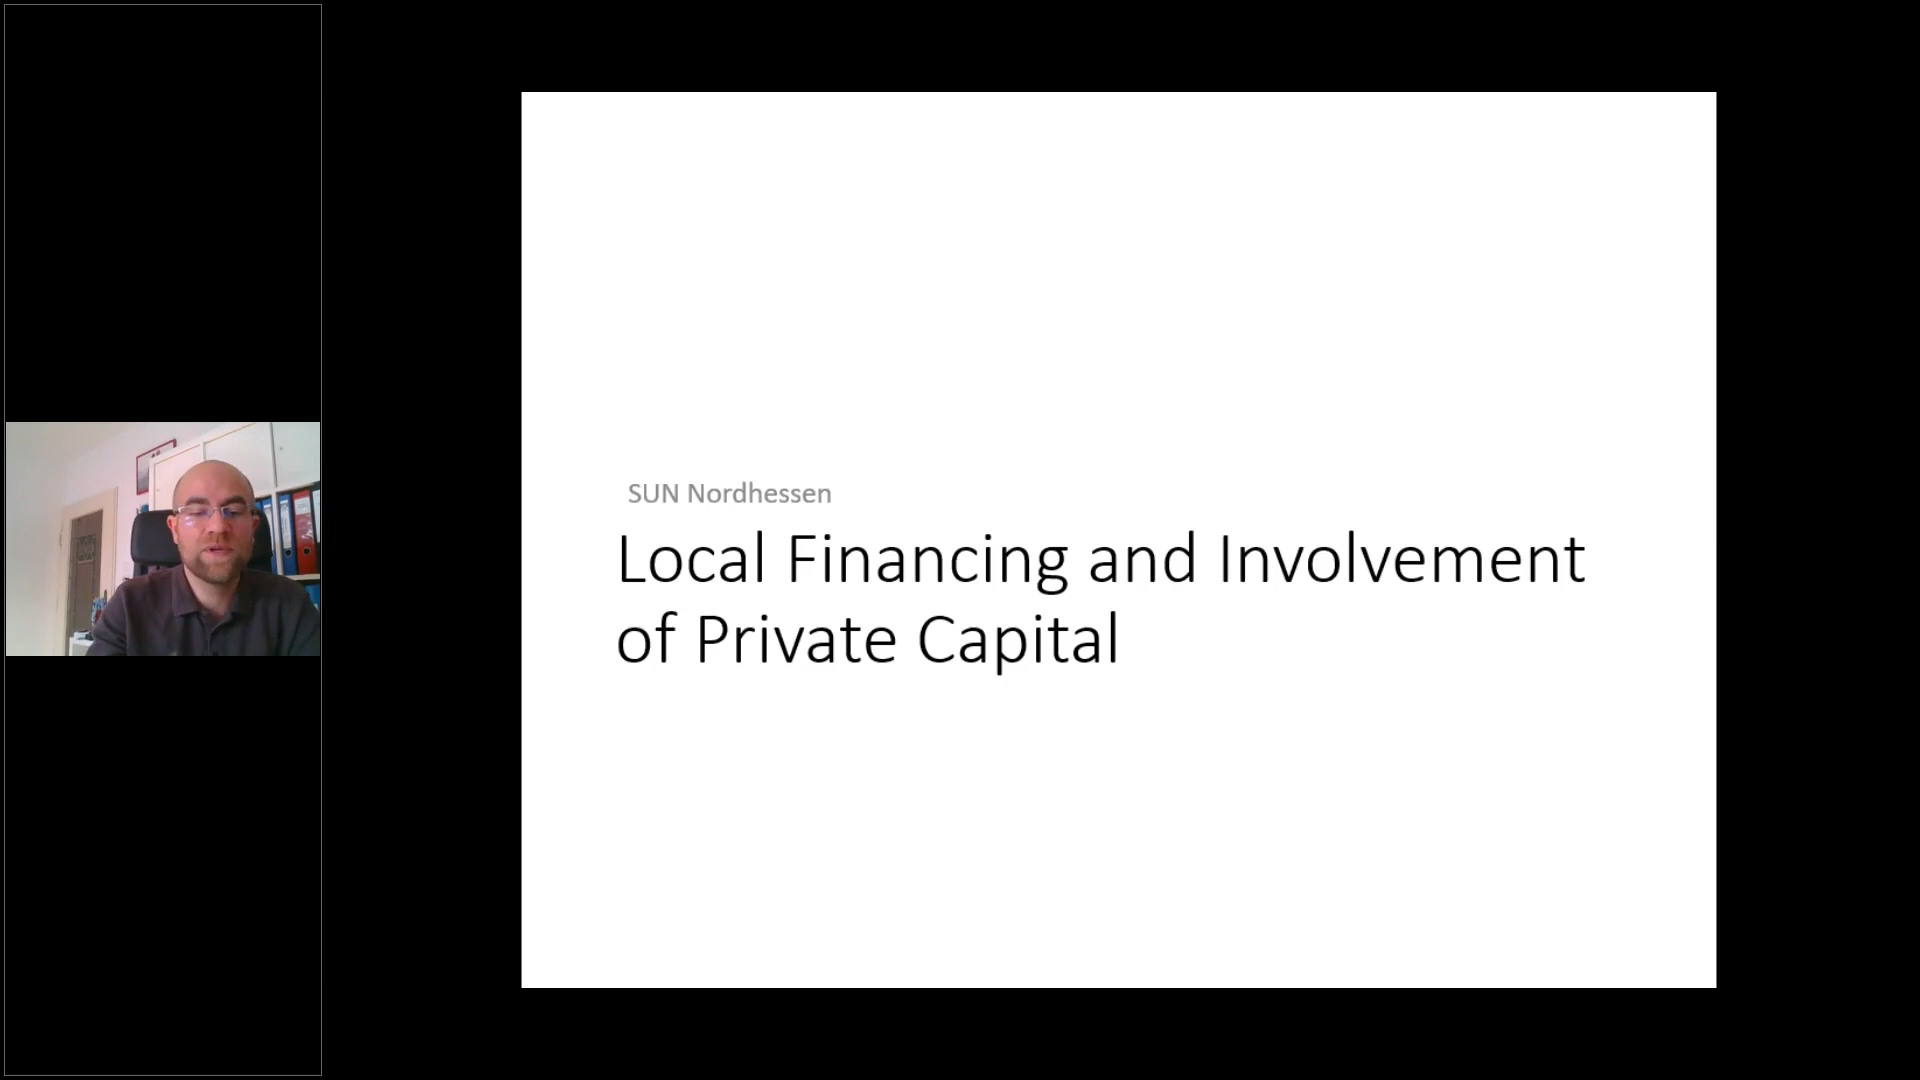 SUN Nordhessen
Local Financing and Involvement
of Private Capital